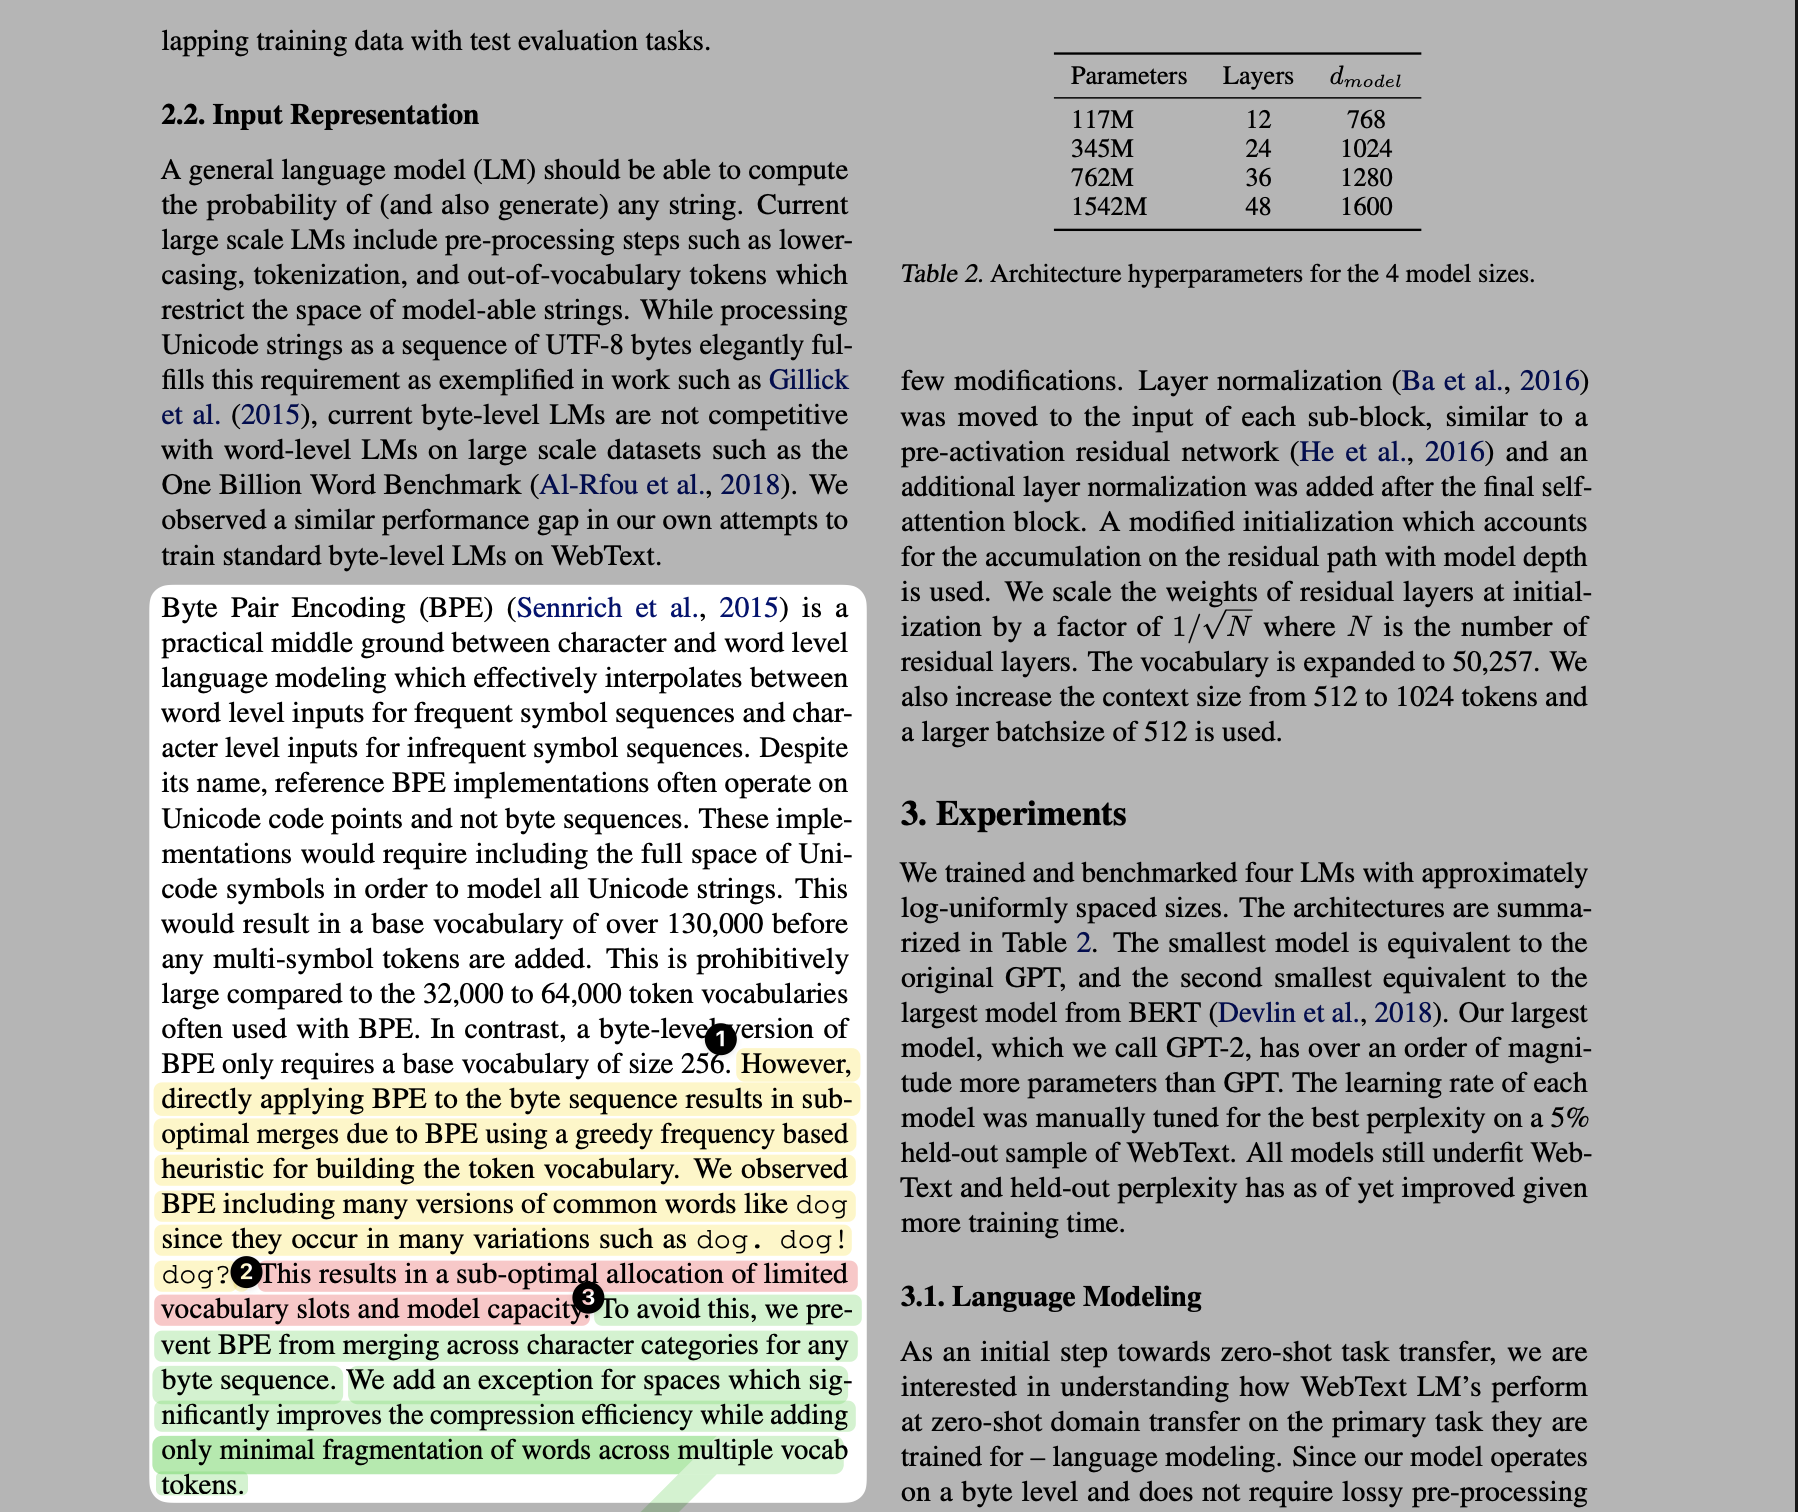 lapping training data with test evaluation tasks.
2.2. Input Representation
A general language model (LM) should be able to compute
the probability of (and also generate) any string. Current
large scale LMs include pre-processing steps such as lower-
casing, tokenization, and out-of-vocabulary tokens which
restrict the space of model-able strings. While processing
Unicode strings as a sequence of UTF-8 bytes elegantly ful-
fills this requirement as exemplified in work such as Gillick
et al. (2015), current byte-level LMs are not competitive
with word-level LMs on large scale datasets such as the
One Billion Word Benchmark (Al-Rfou et al., 2018). We
observed a similar performance gap in our own attempts to
train standard byte-level LMs on WebText.
Byte Pair Encoding (BPE) (Sennrich et al., 2015) is a
practical middle ground between character and word level
language modeling which effectively interpolates between
word level inputs for frequent symbol sequences and char-
acter level inputs for infrequent symbol sequences. Despite
its name, reference BPE implementations often operate on
Unicode code points and not byte sequences. These imple-
mentations would require including the full space of Uni-
code symbols in order to model all Unicode strings. This
would result in a base vocabulary of over 130,000 before
any multi-symbol tokens are added. This is prohibitively
large compared to the 32,000 to 64,000 token vocabularies
often used with BPE. In contrast, a byte-level version of
BPE only requires a base vocabulary of size 256. 1 However,
directly applying BPE to the byte sequence results in sub-
optimal merges due to BPE using a greedy frequency based
heuristic for building the token vocabulary. We observed
BPE including many versions of common words like dog
since they occur in many variations such as dog. dog!
dog? 2 This results in a sub-optimal allocation of limited
vocabulary slots and model capacity. 3 To avoid this, we pre-
vent BPE from merging across character categories for any
byte sequence. We add an exception for spaces which sig-
nificantly improves the compression efficiency while adding
only minimal fragmentation of words across multiple vocab
tokens.
Parameters Layers d_model
117M 12 768
345M 24 1024
762M 36 1280
1542M 48 1600
Table 2. Architecture hyperparameters for the 4 model sizes.
few modifications. Layer normalization (Ba et al., 2016)
was moved to the input of each sub-block, similar to a
pre-activation residual network (He et al., 2016) and an
additional layer normalization was added after the final self-
attention block. A modified initialization which accounts
for the accumulation on the residual path with model depth
is used. We scale the weights of residual layers at initial-
ization by a factor of 1/√N where N is the number of
residual layers. The vocabulary is expanded to 50,257. We
also increase the context size from 512 to 1024 tokens and
a larger batchsize of 512 is used.
3. Experiments
We trained and benchmarked four LMs with approximately
log-uniformly spaced sizes. The architectures are summa-
rized in Table 2. The smallest model is equivalent to the
original GPT, and the second smallest equivalent to the
largest model from BERT (Devlin et al., 2018). Our largest
model, which we call GPT-2, has over an order of magni-
tude more parameters than GPT. The learning rate of each
model was manually tuned for the best perplexity on a 5%
held-out sample of WebText. All models still underfit Web-
Text and held-out perplexity has as of yet improved given
more training time.
3.1. Language Modeling
As an initial step towards zero-shot task transfer, we are
interested in understanding how WebText LM's perform
at zero-shot domain transfer on the primary task they are
trained for – language modeling. Since our model operates
on a byte level and does not require lossy pre-processing